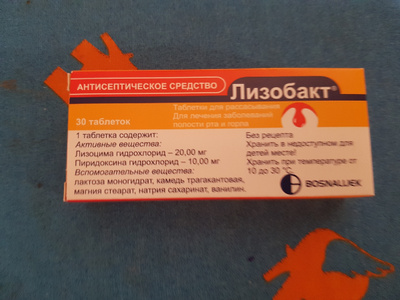 АНТИСЕПТИЧЕСКОЕ СРЕДСТВО
Лизобакт®
30 таблеток
Таблетки для рассасывания
Для лечения заболеваний
полости рта и горла
1 таблетка содержит:
Активные вещества:
Лизоцима гидрохлорид – 20,00 мг
Пиридоксина гидрохлорид – 10,00 мг
Вспомогательные вещества:
лактоза моногидрат, камедь трагакантовая,
магния стеарат, натрия сахаринат, ванилин.
Без рецепта
Хранить в недоступном для
детей месте!
Хранить при температуре от
10 до 30 °C
BOSNALIJEK